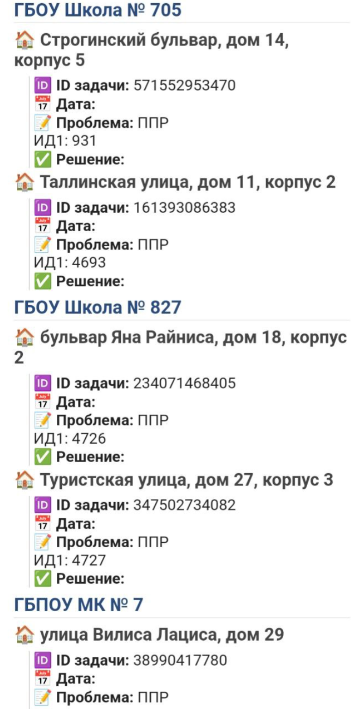 ГБОУ Школа № 705
🏠 Строгинский бульвар, дом 14,
корпус 5
🆔 ID задачи: 571552953470
📅 Дата:
📝 Проблема: ППР
ИД1: 931
✅ Решение:
🏠 Таллинская улица, дом 11, корпус 2
🆔 ID задачи: 161393086383
📅 Дата:
📝 Проблема: ППР
ИД1: 4693
✅ Решение:
ГБОУ Школа № 827
🏠 бульвар Яна Райниса, дом 18, корпус
2
🆔 ID задачи: 234071468405
📅 Дата:
📝 Проблема: ППР
ИД1: 4726
✅ Решение:
🏠 Туристская улица, дом 27, корпус 3
🆔 ID задачи: 347502734082
📅 Дата:
📝 Проблема: ППР
ИД1: 4727
✅ Решение:
ГБПОУ МК № 7
🏠 улица Вилиса Лациса, дом 29
🆔 ID задачи: 38990417780
📅 Дата:
📝 Проблема: ППР